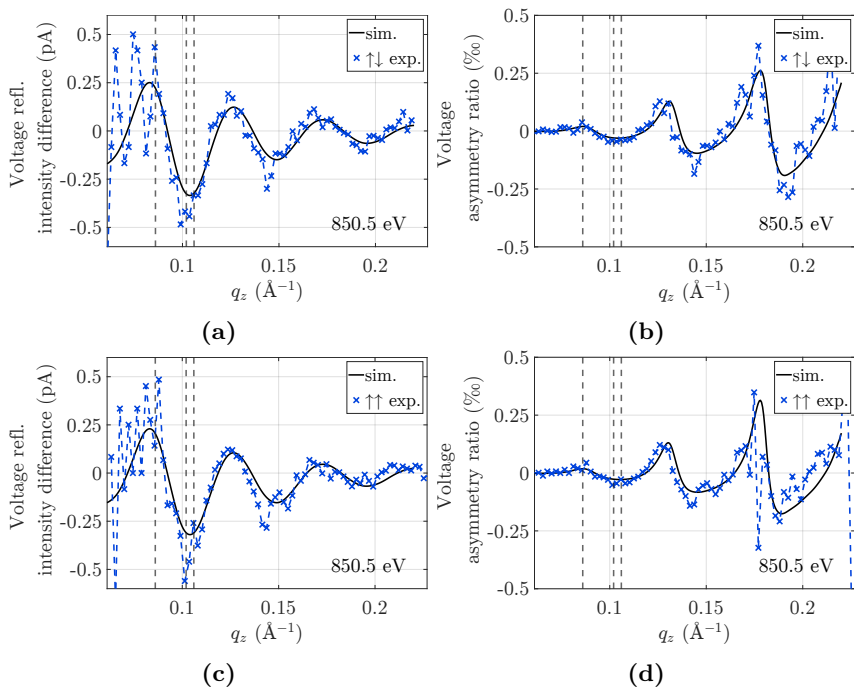 Voltage refl.
intensity difference (pA)
0.5
0.25
0
-0.25
-0.5
0.1
0.15
0.2
q_z (Å⁻¹)
sim.
↑↓ exp.
850.5 eV
(a)
Voltage
asymmetry ratio (‰)
0.5
0.25
0
-0.25
-0.5
0.1
0.15
0.2
q_z (Å⁻¹)
sim.
↑↓ exp.
850.5 eV
(b)
Voltage refl.
intensity difference (pA)
0.5
0.25
0
-0.25
-0.5
0.1
0.15
0.2
q_z (Å⁻¹)
sim.
↑↑ exp.
850.5 eV
(c)
Voltage
asymmetry ratio (‰)
0.5
0.25
0
-0.25
-0.5
0.1
0.15
0.2
q_z (Å⁻¹)
sim.
↑↑ exp.
850.5 eV
(d)